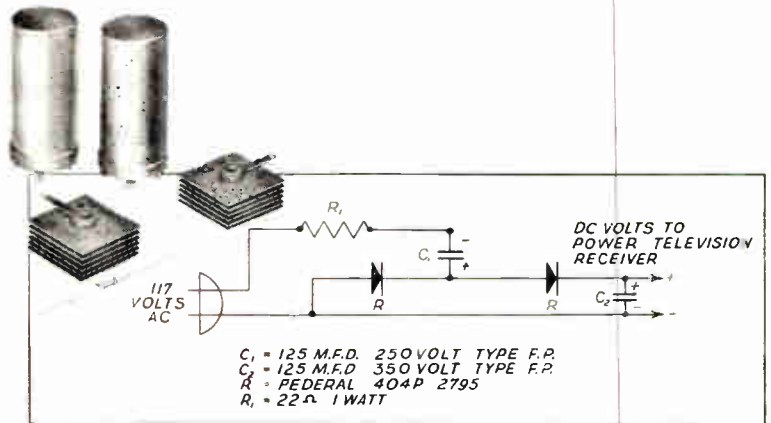 R₁
C₁
-
+
DC VOLTS TO
POWER TELEVISION
RECEIVER
117
VOLTS
AC
R
R
C₂
+
-
+
-
C₁ = 125 M.F.D. 250 VOLT TYPE F.P.
C₂ = 125 M.F.D 350 VOLT TYPE F.P.
R = FEDERAL 404P 2795
R₁ = 22Ω 1 WATT